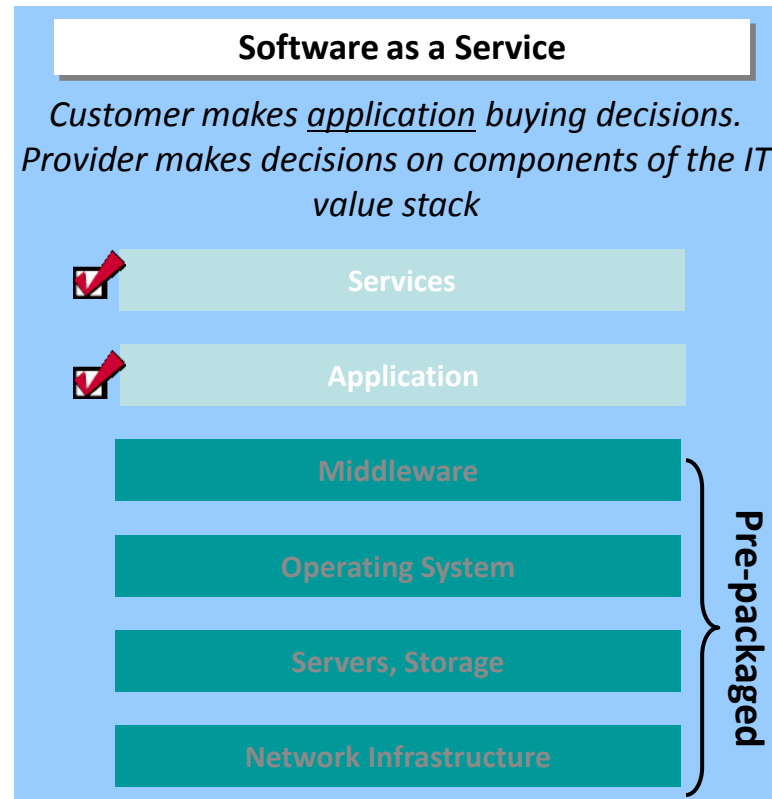 Software as a Service
Customer makes application buying decisions.
Provider makes decisions on components of the IT
value stack
Services
Application
Middleware
Operating System
Servers, Storage
Network Infrastructure
Pre-packaged